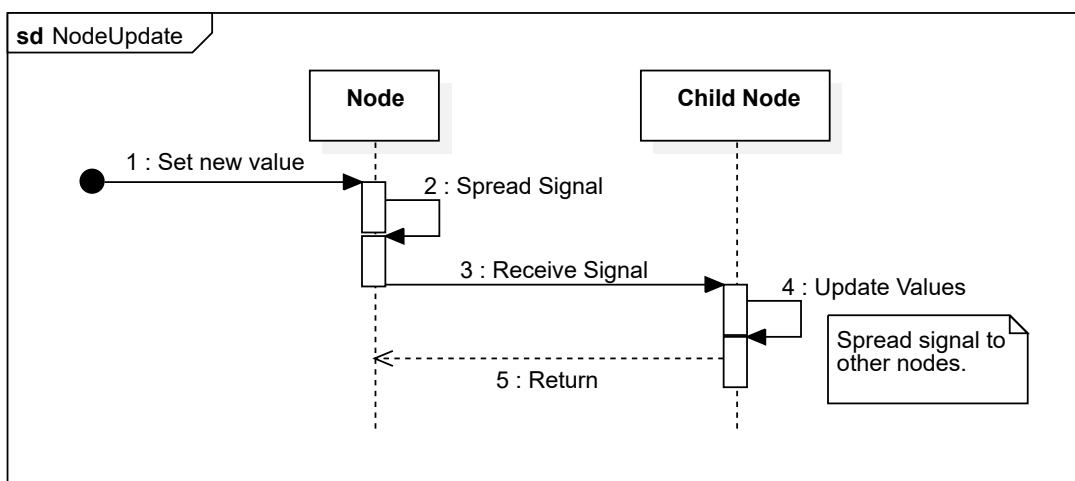 sd NodeUpdate
Node
Child Node
1 : Set new value
2 : Spread Signal
3 : Receive Signal
4 : Update Values
Spread signal to
other nodes.
5 : Return